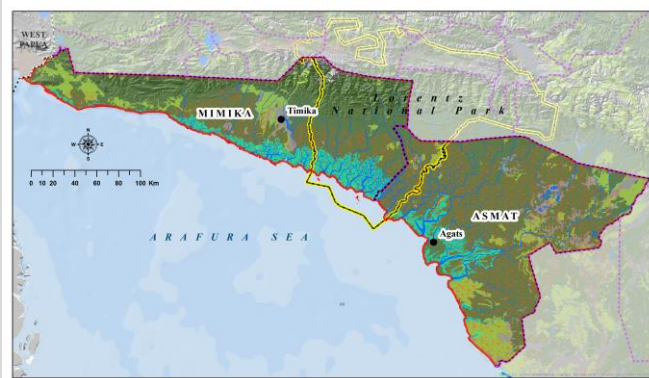 WEST
PAPUA
MIMIKA
Timika
Lorentz
National Park
N
W
E
S
0 10 20 40 60 80 100
Km
ASMAT
Agats
ARAFURA SEA